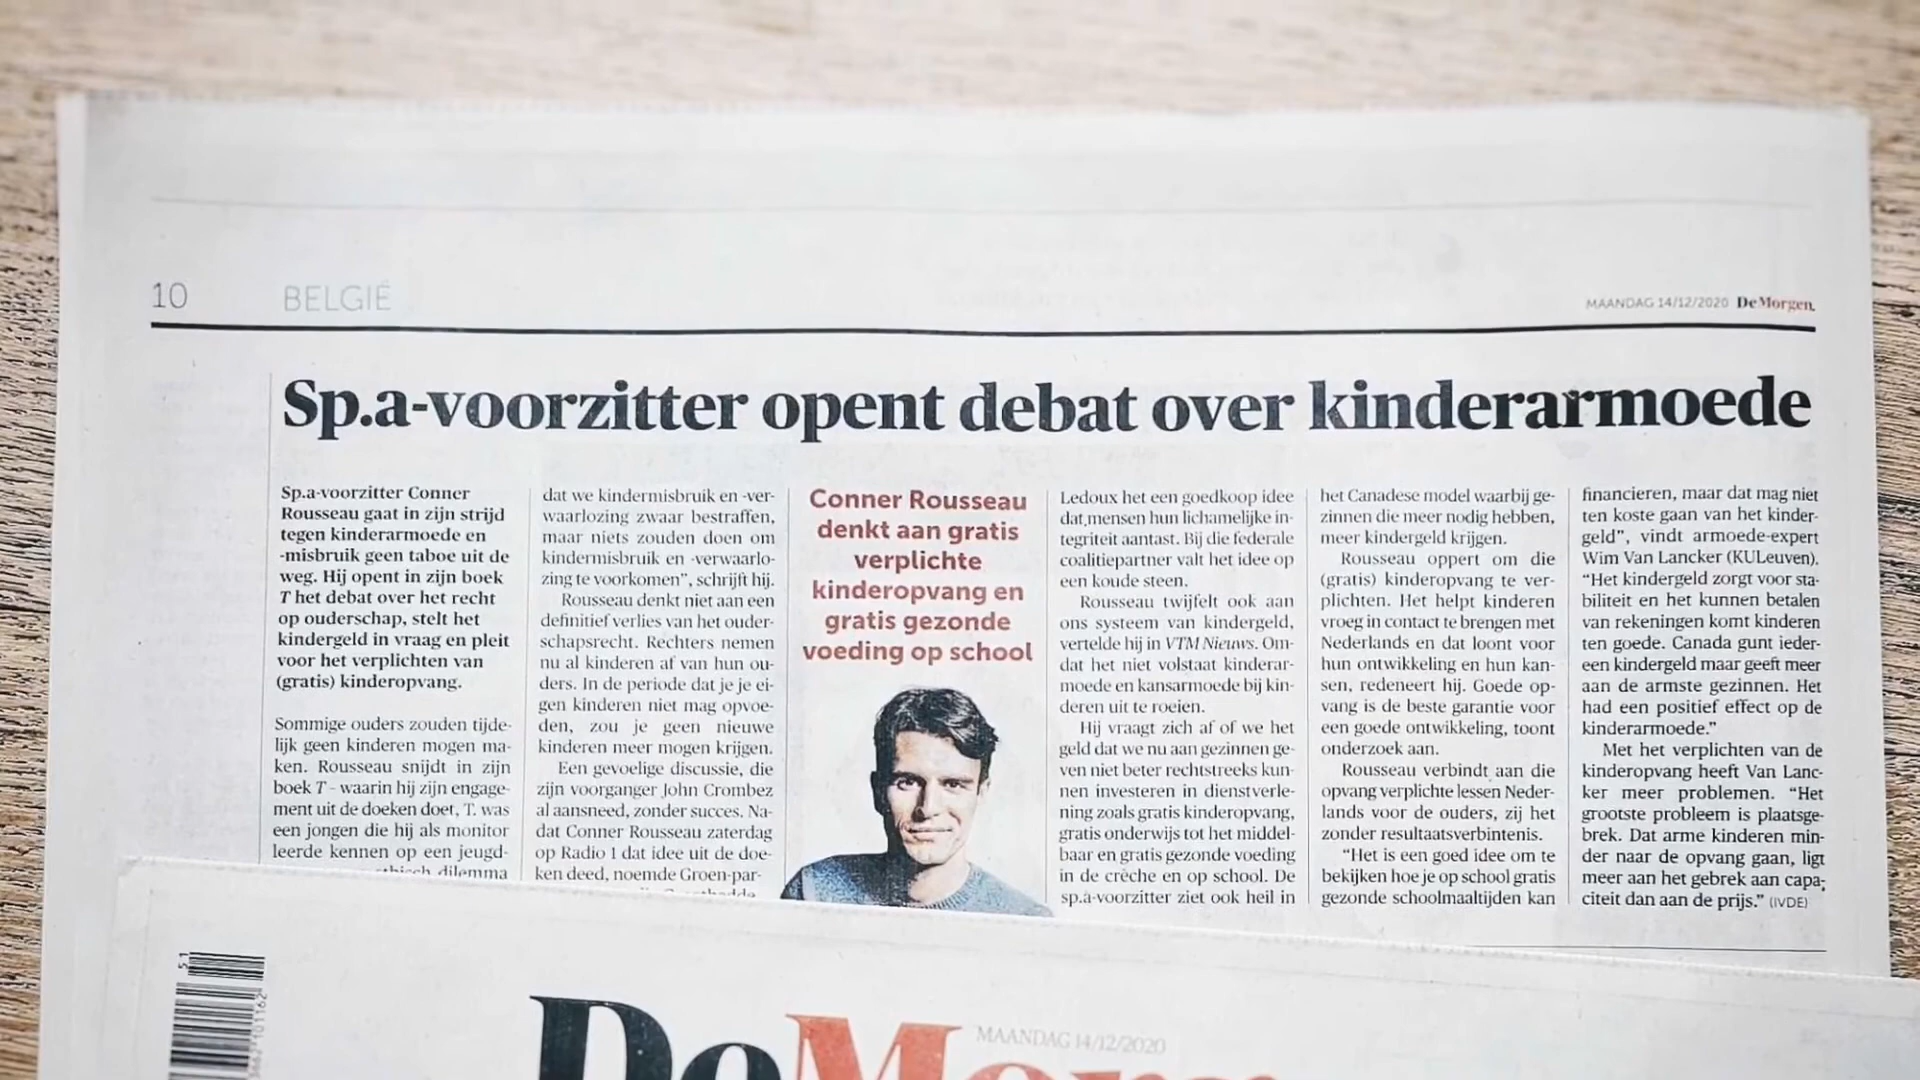 10 BELGIË MAANDAG 14/12/2020 De Morgen.
Sp.a-voorzitter opent debat over kinderarmoede
Sp.a-voorzitter Conner
Rousseau gaat in zijn strijd
tegen kinderarmoede en
-misbruik geen taboe uit de
weg. Hij opent in zijn boek
T het debat over het recht
op ouderschap, stelt het
kindergeld in vraag en pleit
voor het verplichten van
(gratis) kinderopvang.
Sommige ouders zouden tijde-
lijk geen kinderen mogen ma-
ken. Rousseau snijdt in zijn
boek T - waarin hij zijn engage-
ment uit de doeken doet, T. was
een jongen die hij als monitor
leerde kennen op een jeugd-
dilemma
dat we kindermisbruik en -ver-
waarlozing zwaar bestraffen,
maar niets zouden doen om
kindermisbruik en -verwaarlo-
zing te voorkomen”, schrijft hij.
Rousseau denkt niet aan een
definitief verlies van het ouder-
schapsrecht. Rechters nemen
nu al kinderen af van hun ou-
ders. In de periode dat je je ei-
gen kinderen niet mag opvoe-
den, zou je geen nieuwe
kinderen meer mogen krijgen.
Een gevoelige discussie, die
zijn voorganger John Crombez
al aansneed, zonder succes. Na-
dat Conner Rousseau zaterdag
op Radio 1 dat idee uit de doe-
ken deed, noemde Groen-par-
Conner Rousseau
denkt aan gratis
verplichte
kinderopvang en
gratis gezonde
voeding op school
Ledoux het een goedkoop idee
dat mensen hun lichamelijke in-
tegriteit aantast. Bij die federale
coalitiepartner valt het idee op
een koude steen.
Rousseau twijfelt ook aan
ons systeem van kindergeld,
vertelde hij in VTM Nieuws. Om-
dat het niet volstaat kinderar-
moede en kansarmoede bij kin-
deren uit te roeien.
Hij vraagt zich af of we het
geld dat we nu aan gezinnen ge-
ven niet beter rechtstreeks kun-
nen investeren in dienstverle-
ning zoals gratis kinderopvang,
gratis onderwijs tot het middel-
baar en gratis gezonde voeding
in de crèche en op school. De
sp.a-voorzitter ziet ook heil in
het Canadese model waarbij ge-
zinnen die meer nodig hebben,
meer kindergeld krijgen.
Rousseau oppert om die
(gratis) kinderopvang te ver-
plichten. Het helpt kinderen
vroeg in contact te brengen met
Nederlands en dat loont voor
hun ontwikkeling en hun kan-
sen, redeneert hij. Goede op-
vang is de beste garantie voor
een goede ontwikkeling, toont
onderzoek aan.
Rousseau verbindt aan die
opvang verplichte lessen Neder-
lands voor de ouders, zij het
zonder resultaatsverbintenis.
“Het is een goed idee om te
bekijken hoe je op school gratis
gezonde schoolmaaltijden kan
financieren, maar dat mag niet
ten koste gaan van het kinder-
geld”, vindt armoede-expert
Wim Van Lancker (KULeuven).
“Het kindergeld zorgt voor sta-
biliteit en het kunnen betalen
van rekeningen komt kinderen
ten goede. Canada gunt ieder-
een kindergeld maar geeft meer
aan de armste gezinnen. Het
had een positief effect op de
kinderarmoede.”
Met het verplichten van de
kinderopvang heeft Van Lanc-
ker meer problemen. “Het
grootste probleem is plaatsge-
brek. Dat arme kinderen min-
der naar de opvang gaan, ligt
meer aan het gebrek aan capa-
citeit dan aan de prijs.” (IVDE)
51
DeMorg
MAANDAG 14/12/2020